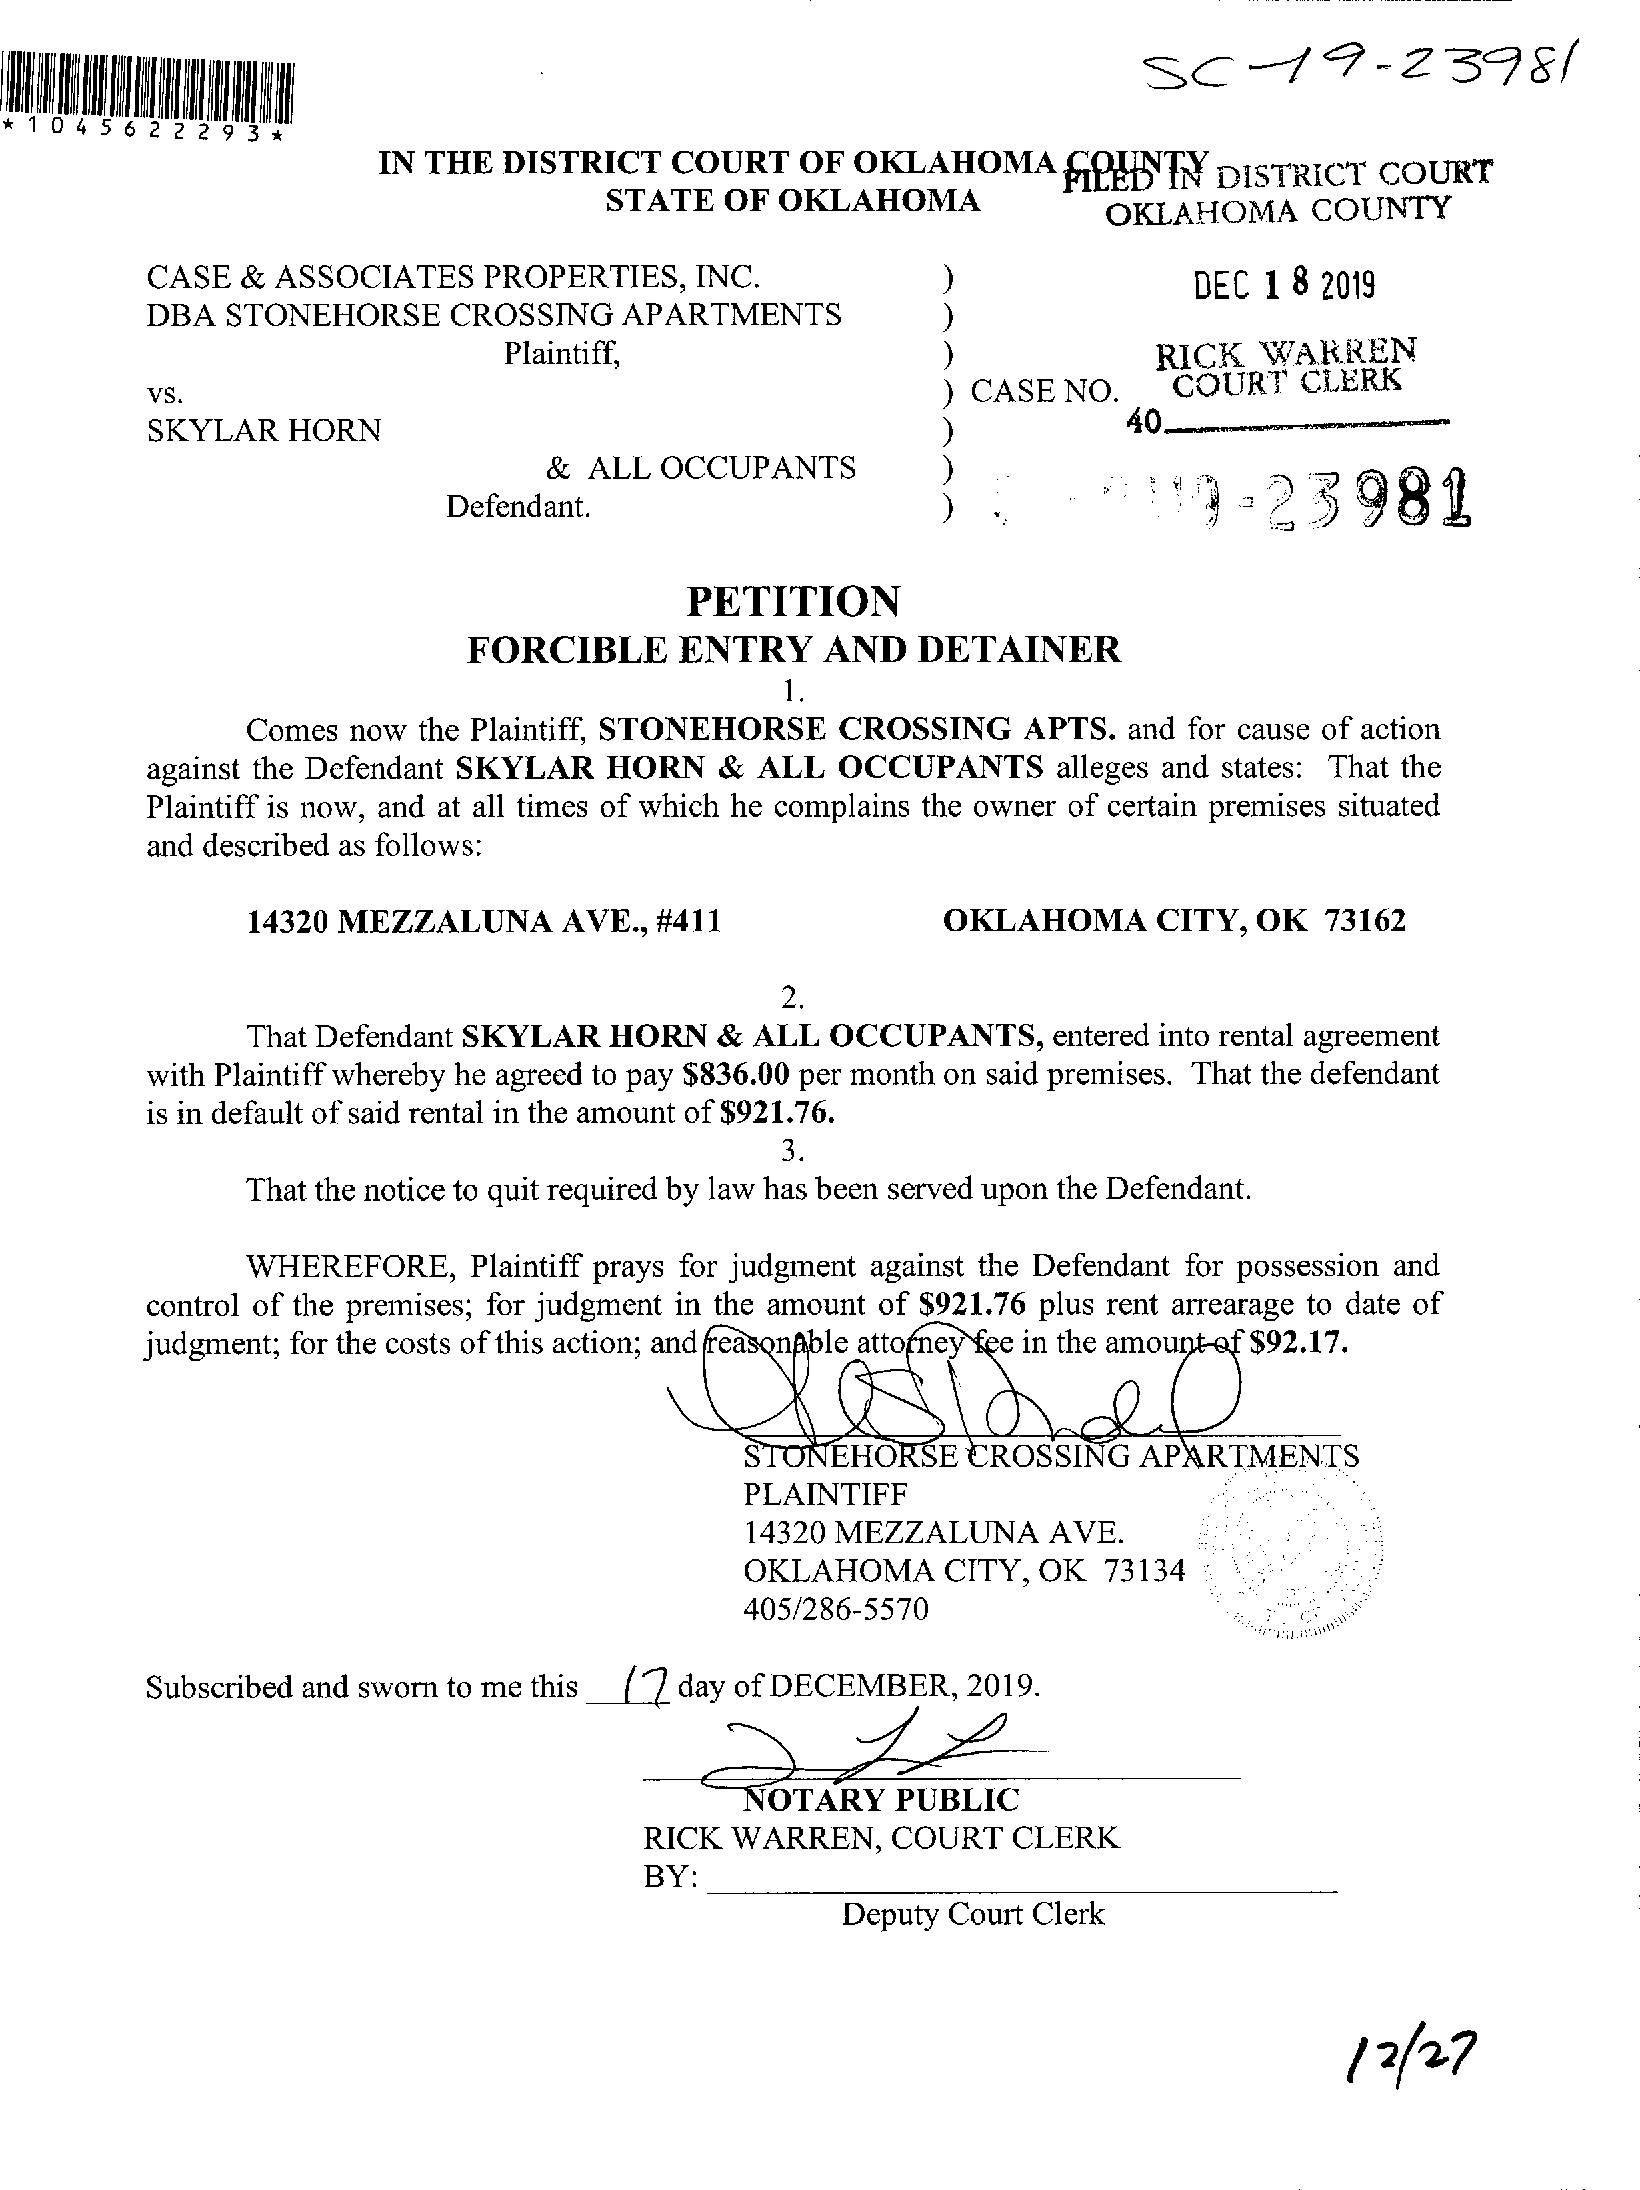 SC-19-23981
*1045622293*
IN THE DISTRICT COURT OF OKLAHOMA COUNTY
STATE OF OKLAHOMA
FILED IN DISTRICT COURT
OKLAHOMA COUNTY
DEC 18 2019
RICK WARREN
COURT CLERK
40
CASE & ASSOCIATES PROPERTIES, INC. )
DBA STONEHORSE CROSSING APARTMENTS )
Plaintiff, )
vs. ) CASE NO.
SKYLAR HORN )
& ALL OCCUPANTS )
Defendant. )
19-23981
PETITION
FORCIBLE ENTRY AND DETAINER
1.
Comes now the Plaintiff, STONEHORSE CROSSING APTS. and for cause of action
against the Defendant SKYLAR HORN & ALL OCCUPANTS alleges and states: That the
Plaintiff is now, and at all times of which he complains the owner of certain premises situated
and described as follows:
14320 MEZZALUNA AVE., #411 OKLAHOMA CITY, OK 73162
2.
That Defendant SKYLAR HORN & ALL OCCUPANTS, entered into rental agreement
with Plaintiff whereby he agreed to pay $836.00 per month on said premises. That the defendant
is in default of said rental in the amount of $921.76.
3.
That the notice to quit required by law has been served upon the Defendant.
WHEREFORE, Plaintiff prays for judgment against the Defendant for possession and
control of the premises; for judgment in the amount of $921.76 plus rent arrearage to date of
judgment; for the costs of this action; and reasonable attorney fee in the amount of $92.17.
STONEHORSE CROSSING APARTMENTS
PLAINTIFF
14320 MEZZALUNA AVE.
OKLAHOMA CITY, OK 73134
405/286-5570
Subscribed and sworn to me this 17 day of DECEMBER, 2019.
NOTARY PUBLIC
RICK WARREN, COURT CLERK
BY:
Deputy Court Clerk
12/27